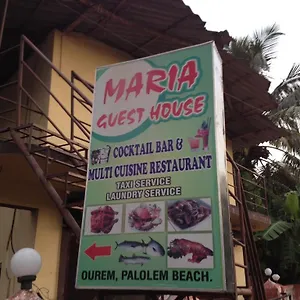 MARIA
GUEST HOUSE
COCKTAIL BAR &
MULTI CUISINE RESTAURANT
TAXI SERVICE
LAUNDRY SERVICE
OUREM, PALOLEM BEACH.